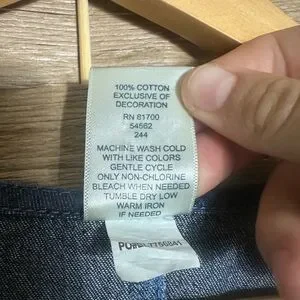 100% COTTON
EXCLUSIVE OF
DECORATION
RN 81700
54562
244
MACHINE WASH COLD
WITH LIKE COLORS
GENTLE CYCLE
ONLY NON-CHLORINE
BLEACH WHEN NEEDED
TUMBLE DRY LOW
WARM IRON
IF NEEDED